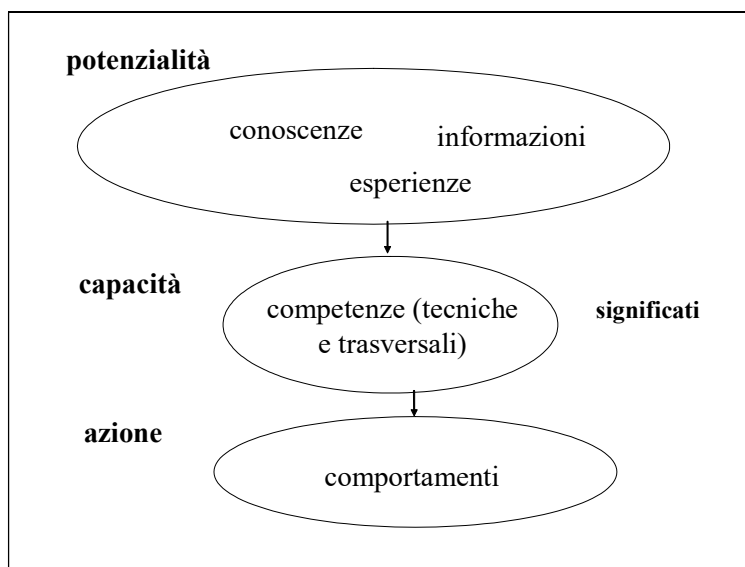 potenzialità
conoscenze
informazioni
esperienze
capacità
competenze (tecniche
e trasversali)
significati
azione
comportamenti